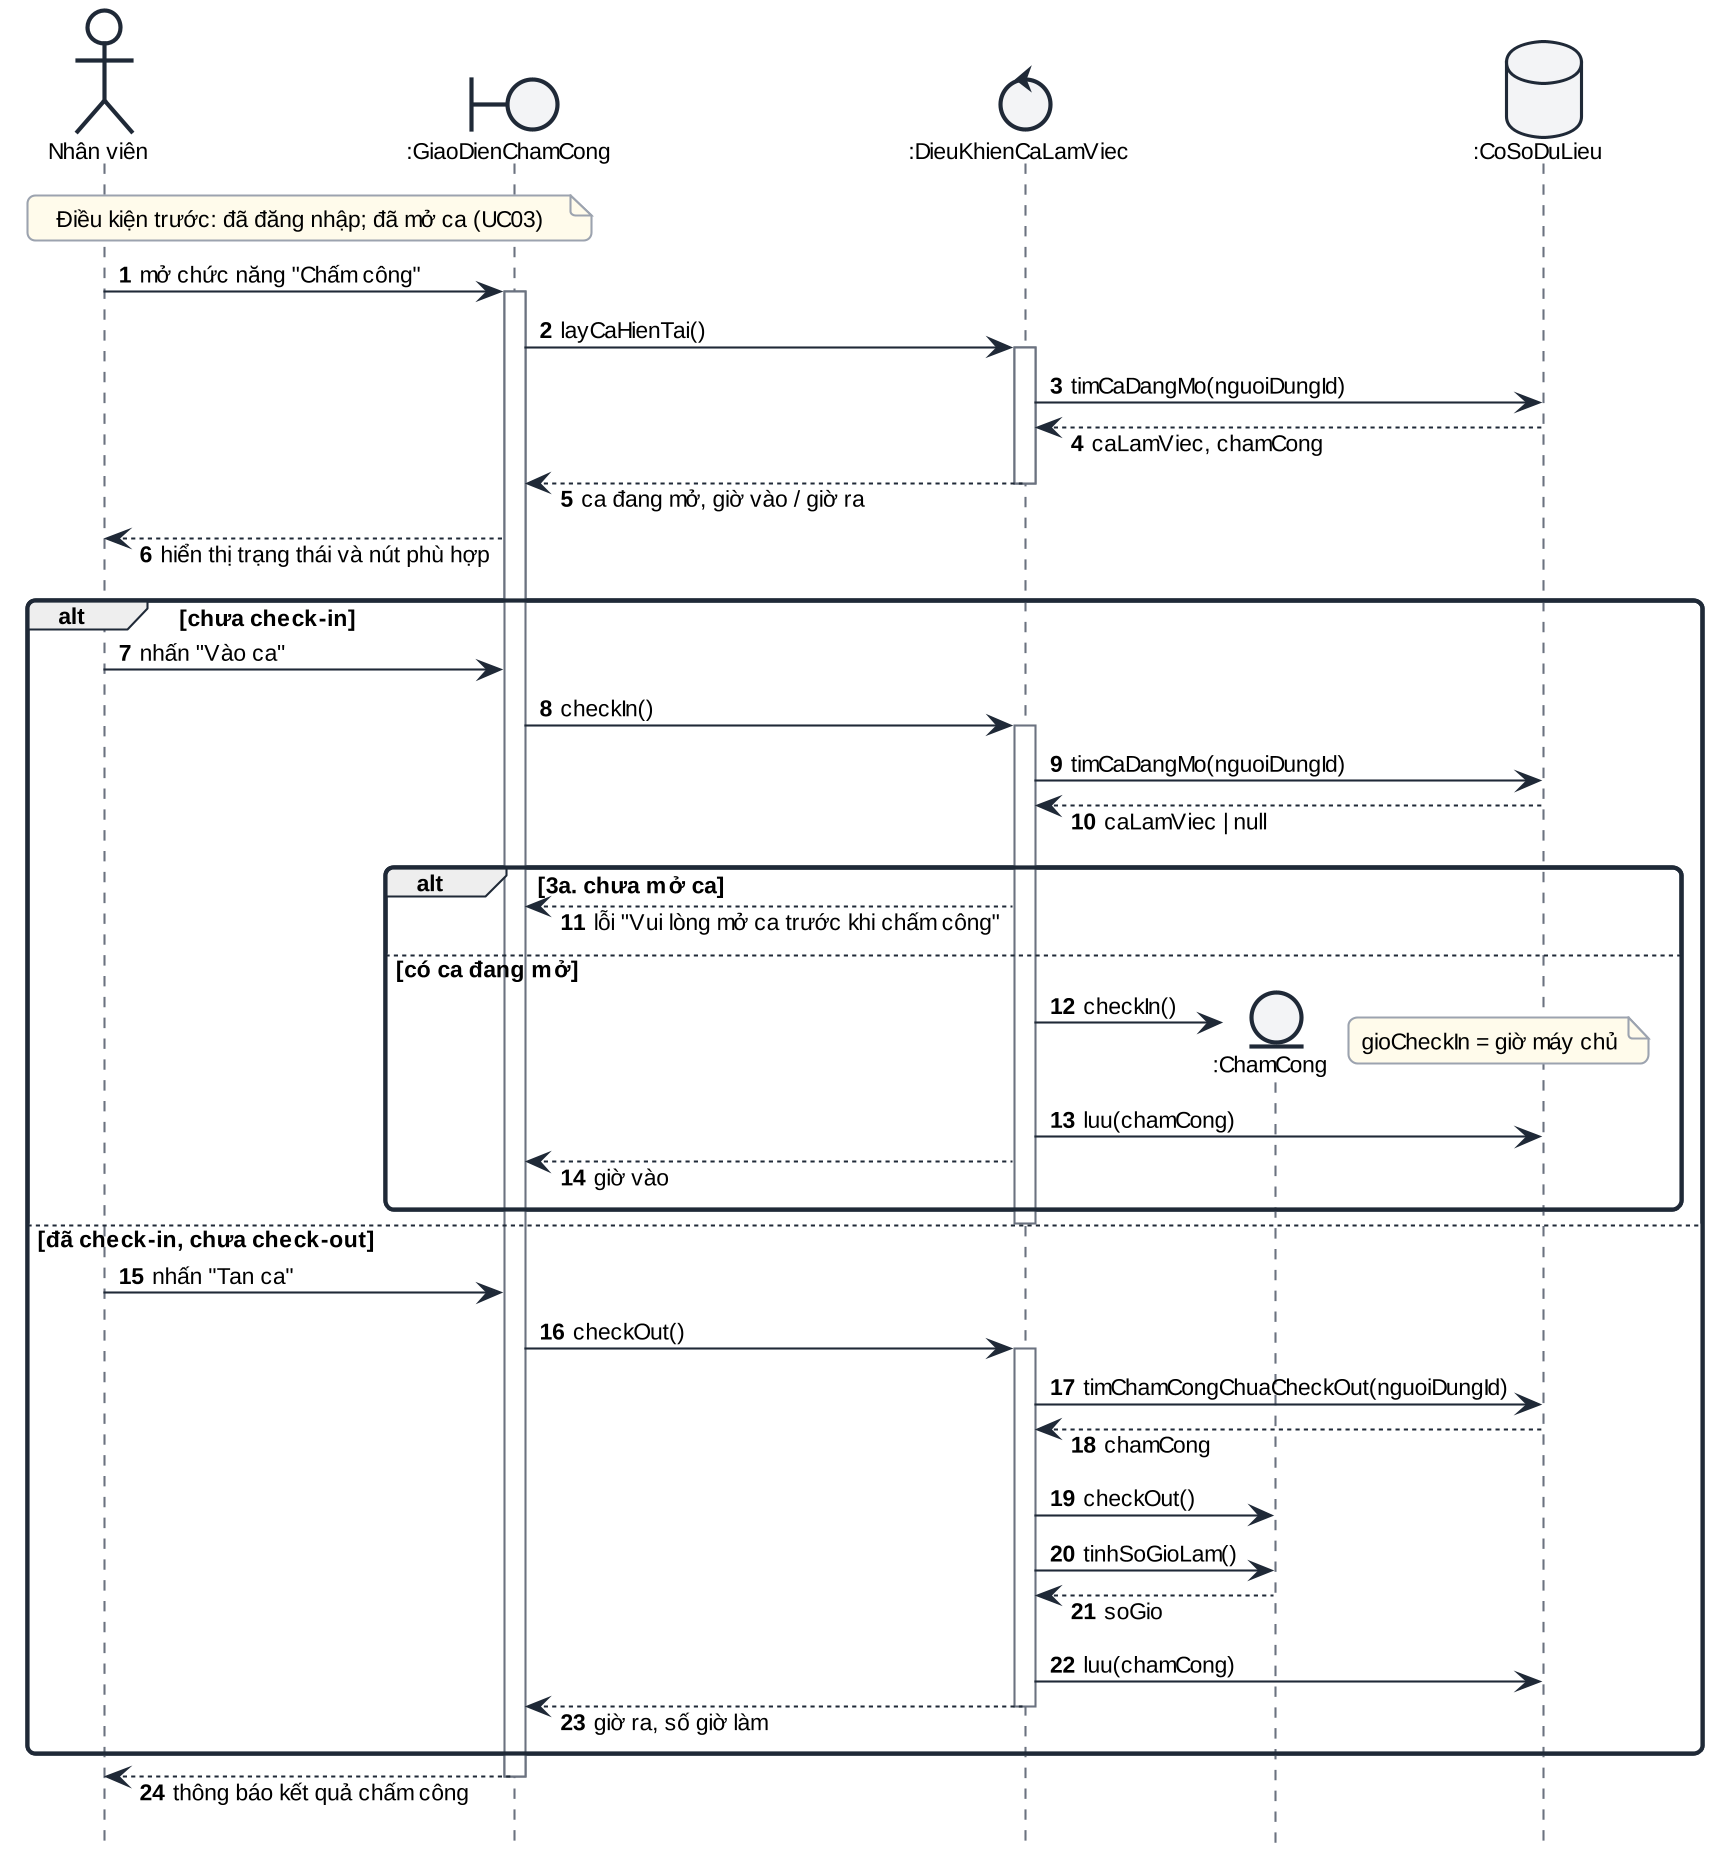 Nhân viên
:GiaoDienChamCong
:DieuKhienCaLamViec
:CoSoDuLieu
Điều kiện trước: đã đăng nhập; đã mở ca (UC03)
1 mở chức năng "Chấm công"
2 layCaHienTai()
3 timCaDangMo(nguoiDungId)
4 caLamViec, chamCong
5 ca đang mở, giờ vào / giờ ra
6 hiển thị trạng thái và nút phù hợp
alt [chưa check-in]
7 nhấn "Vào ca"
8 checkIn()
9 timCaDangMo(nguoiDungId)
10 caLamViec | null
alt [3a. chưa mở ca]
11 lỗi "Vui lòng mở ca trước khi chấm công"
[có ca đang mở]
12 checkIn()
:ChamCong
gioCheckIn = giờ máy chủ
13 luu(chamCong)
14 giờ vào
[đã check-in, chưa check-out]
15 nhấn "Tan ca"
16 checkOut()
17 timChamCongChuaCheckOut(nguoiDungId)
18 chamCong
19 checkOut()
20 tinhSoGioLam()
21 soGio
22 luu(chamCong)
23 giờ ra, số giờ làm
24 thông báo kết quả chấm công